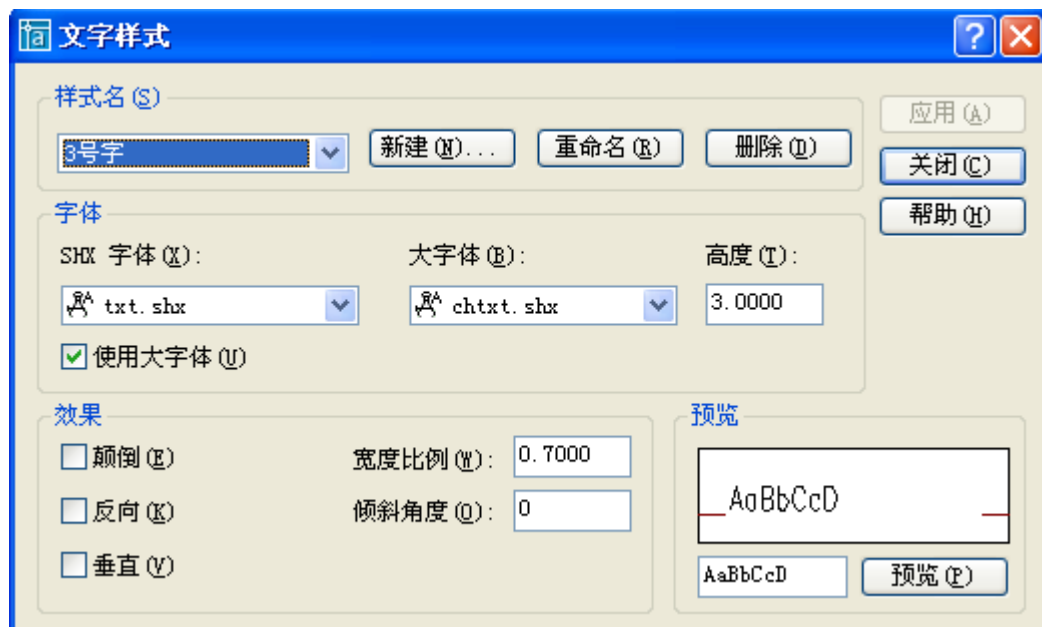 文字样式
样式名(S)
3号字
新建(N)...
重命名(R)
删除(D)
应用(A)
关闭(C)
帮助(H)
字体
SHX 字体(X):
大字体(B):
高度(T):
txt.shx
chtxt.shx
3.0000
使用大字体(U)
效果
颠倒(E)
宽度比例(W):
0.7000
反向(K)
倾斜角度(O):
0
垂直(V)
预览
AaBbCcD
AaBbCcD
预览(P)